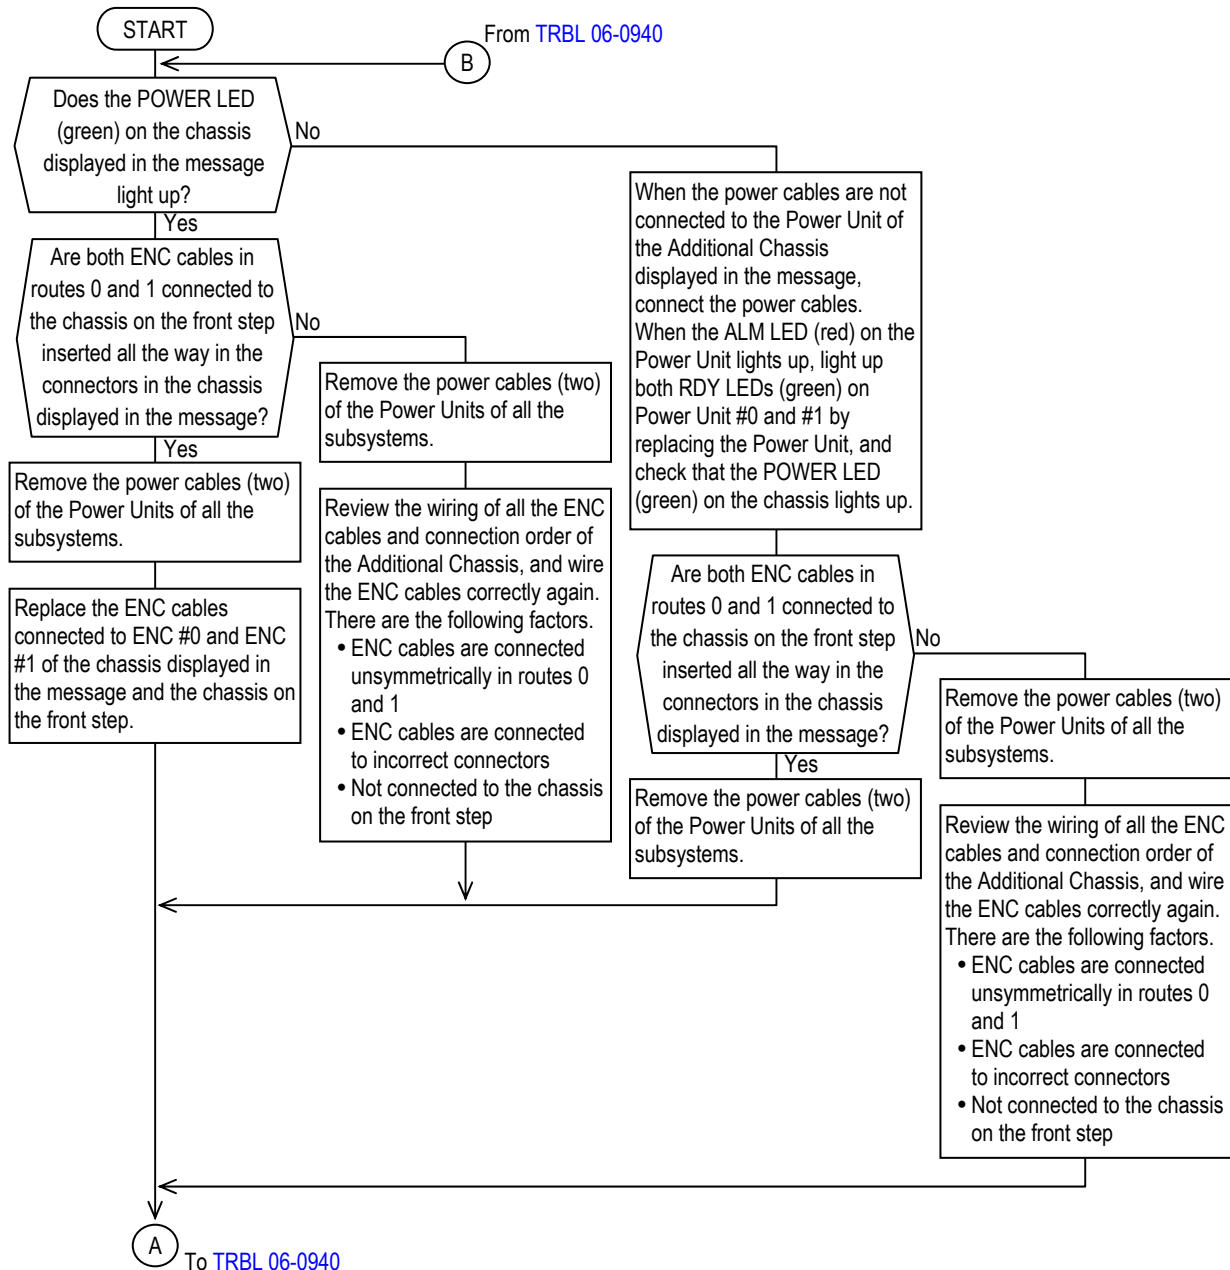 START
From TRBL 06-0940
B
Does the POWER LED
(green) on the chassis
displayed in the message
light up?
No
Yes
Are both ENC cables in
routes 0 and 1 connected to
the chassis on the front step
inserted all the way in the
connectors in the chassis
displayed in the message?
No
Yes
Remove the power cables (two)
of the Power Units of all the
subsystems.
Replace the ENC cables
connected to ENC #0 and ENC
#1 of the chassis displayed in
the message and the chassis on
the front step.
Remove the power cables (two)
of the Power Units of all the
subsystems.
Review the wiring of all the ENC
cables and connection order of
the Additional Chassis, and wire
the ENC cables correctly again.
There are the following factors.
• ENC cables are connected
unsymmetrically in routes 0
and 1
• ENC cables are connected
to incorrect connectors
• Not connected to the chassis
on the front step
When the power cables are not
connected to the Power Unit of
the Additional Chassis
displayed in the message,
connect the power cables.
When the ALM LED (red) on the
Power Unit lights up, light up
both RDY LEDs (green) on
Power Unit #0 and #1 by
replacing the Power Unit, and
check that the POWER LED
(green) on the chassis lights up.
Are both ENC cables in
routes 0 and 1 connected to
the chassis on the front step
inserted all the way in the
connectors in the chassis
displayed in the message?
No
Yes
Remove the power cables (two)
of the Power Units of all the
subsystems.
Remove the power cables (two)
of the Power Units of all the
subsystems.
Review the wiring of all the ENC
cables and connection order of
the Additional Chassis, and wire
the ENC cables correctly again.
There are the following factors.
• ENC cables are connected
unsymmetrically in routes 0
and 1
• ENC cables are connected
to incorrect connectors
• Not connected to the chassis
on the front step
A
To TRBL 06-0940